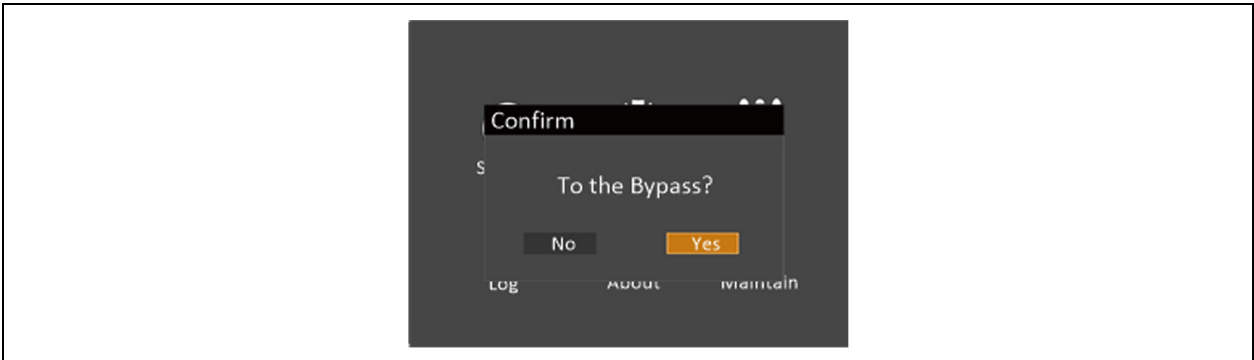 Confirm
To the Bypass?
No Yes
Log About Maintain